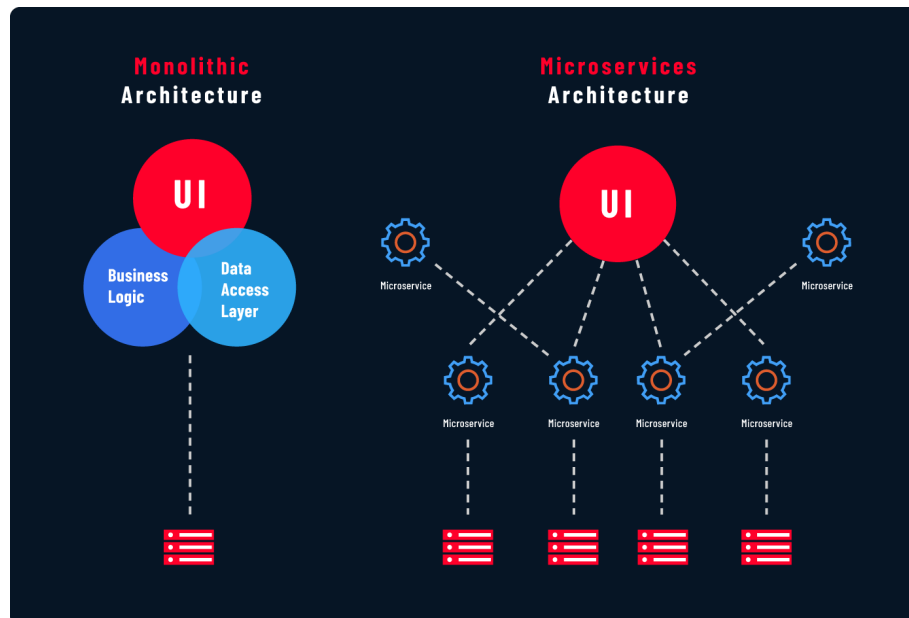 Monolithic
Architecture
UI
Business
Logic
Data
Access
Layer
Microservices
Architecture
UI
Microservice
Microservice
Microservice
Microservice
Microservice
Microservice